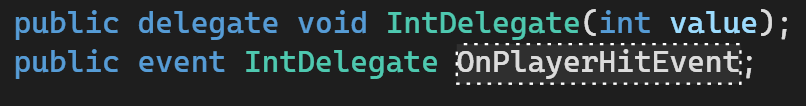 public delegate void IntDelegate(int value);
public event IntDelegate OnPlayerHitEvent;